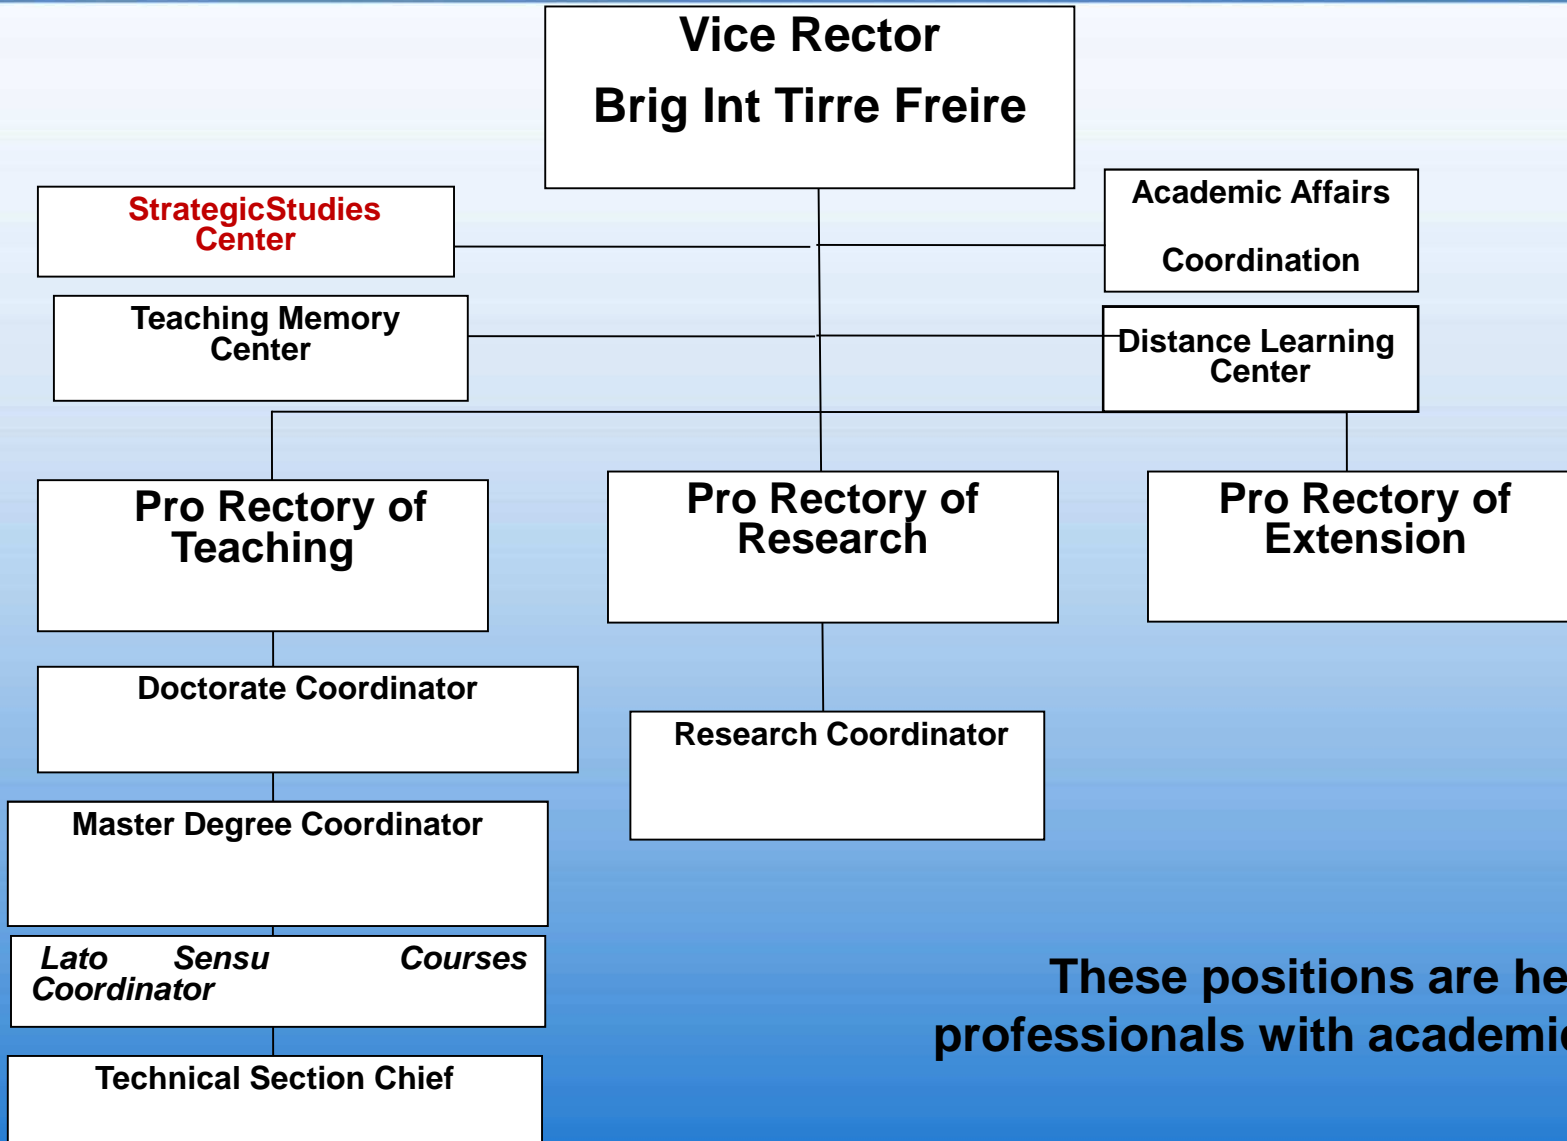 Vice Rector
Brig Int Tirre Freire
StrategicStudies
Center
Academic Affairs
Coordination
Teaching Memory
Center
Distance Learning
Center
Pro Rectory of
Teaching
Pro Rectory of
Research
Pro Rectory of
Extension
Doctorate Coordinator
Research Coordinator
Master Degree Coordinator
Lato Sensu Courses
Coordinator
These positions are
professionals with
Technical Section Chief